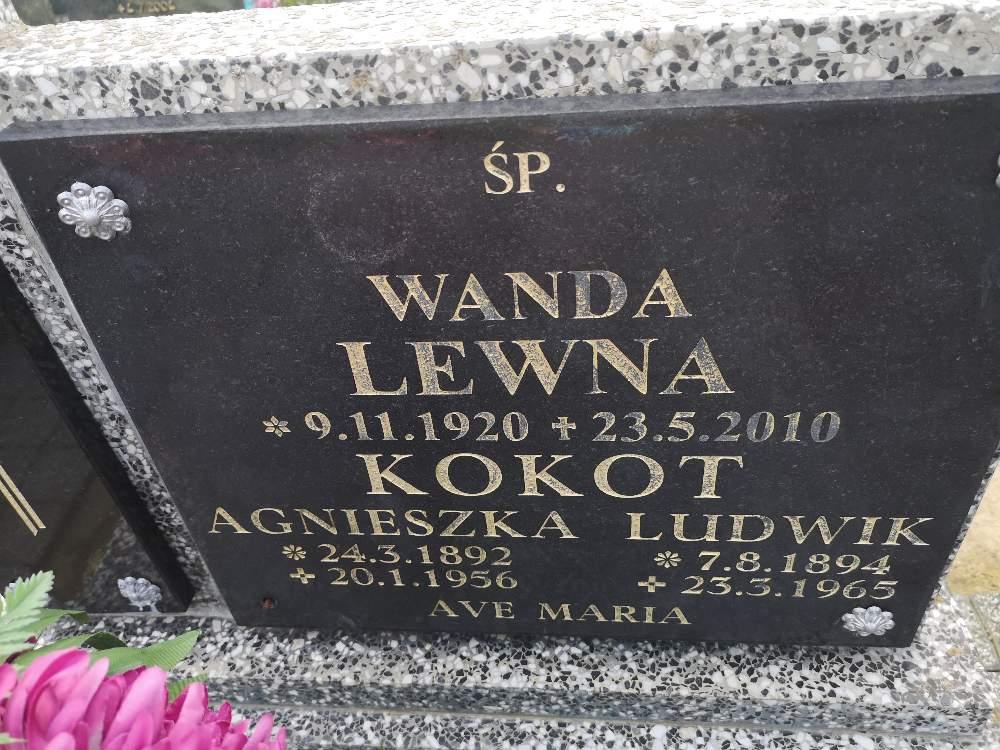 ŚP.
WANDA
LEWNA
* 9.11.1920 + 23.5.2010
KOKOT
AGNIESZKA LUDWIK
* 24.3.1892 * 7.8.1894
+ 20.1.1956 + 23.3.1965
AVE MARIA